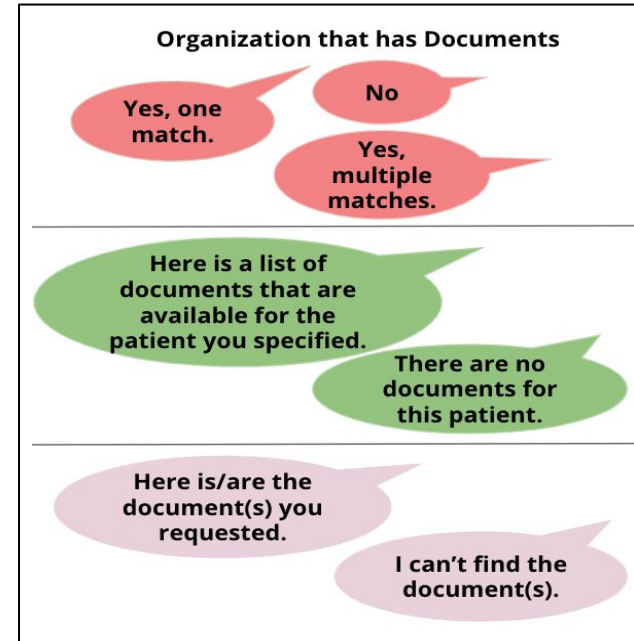 Organization that has Documents
Yes, one
match.
No
Yes,
multiple
matches.
Here is a list of
documents that are
available for the
patient you specified.
There are no
documents for
this patient.
Here is/are the
document(s) you
requested.
I can’t find the
document(s).